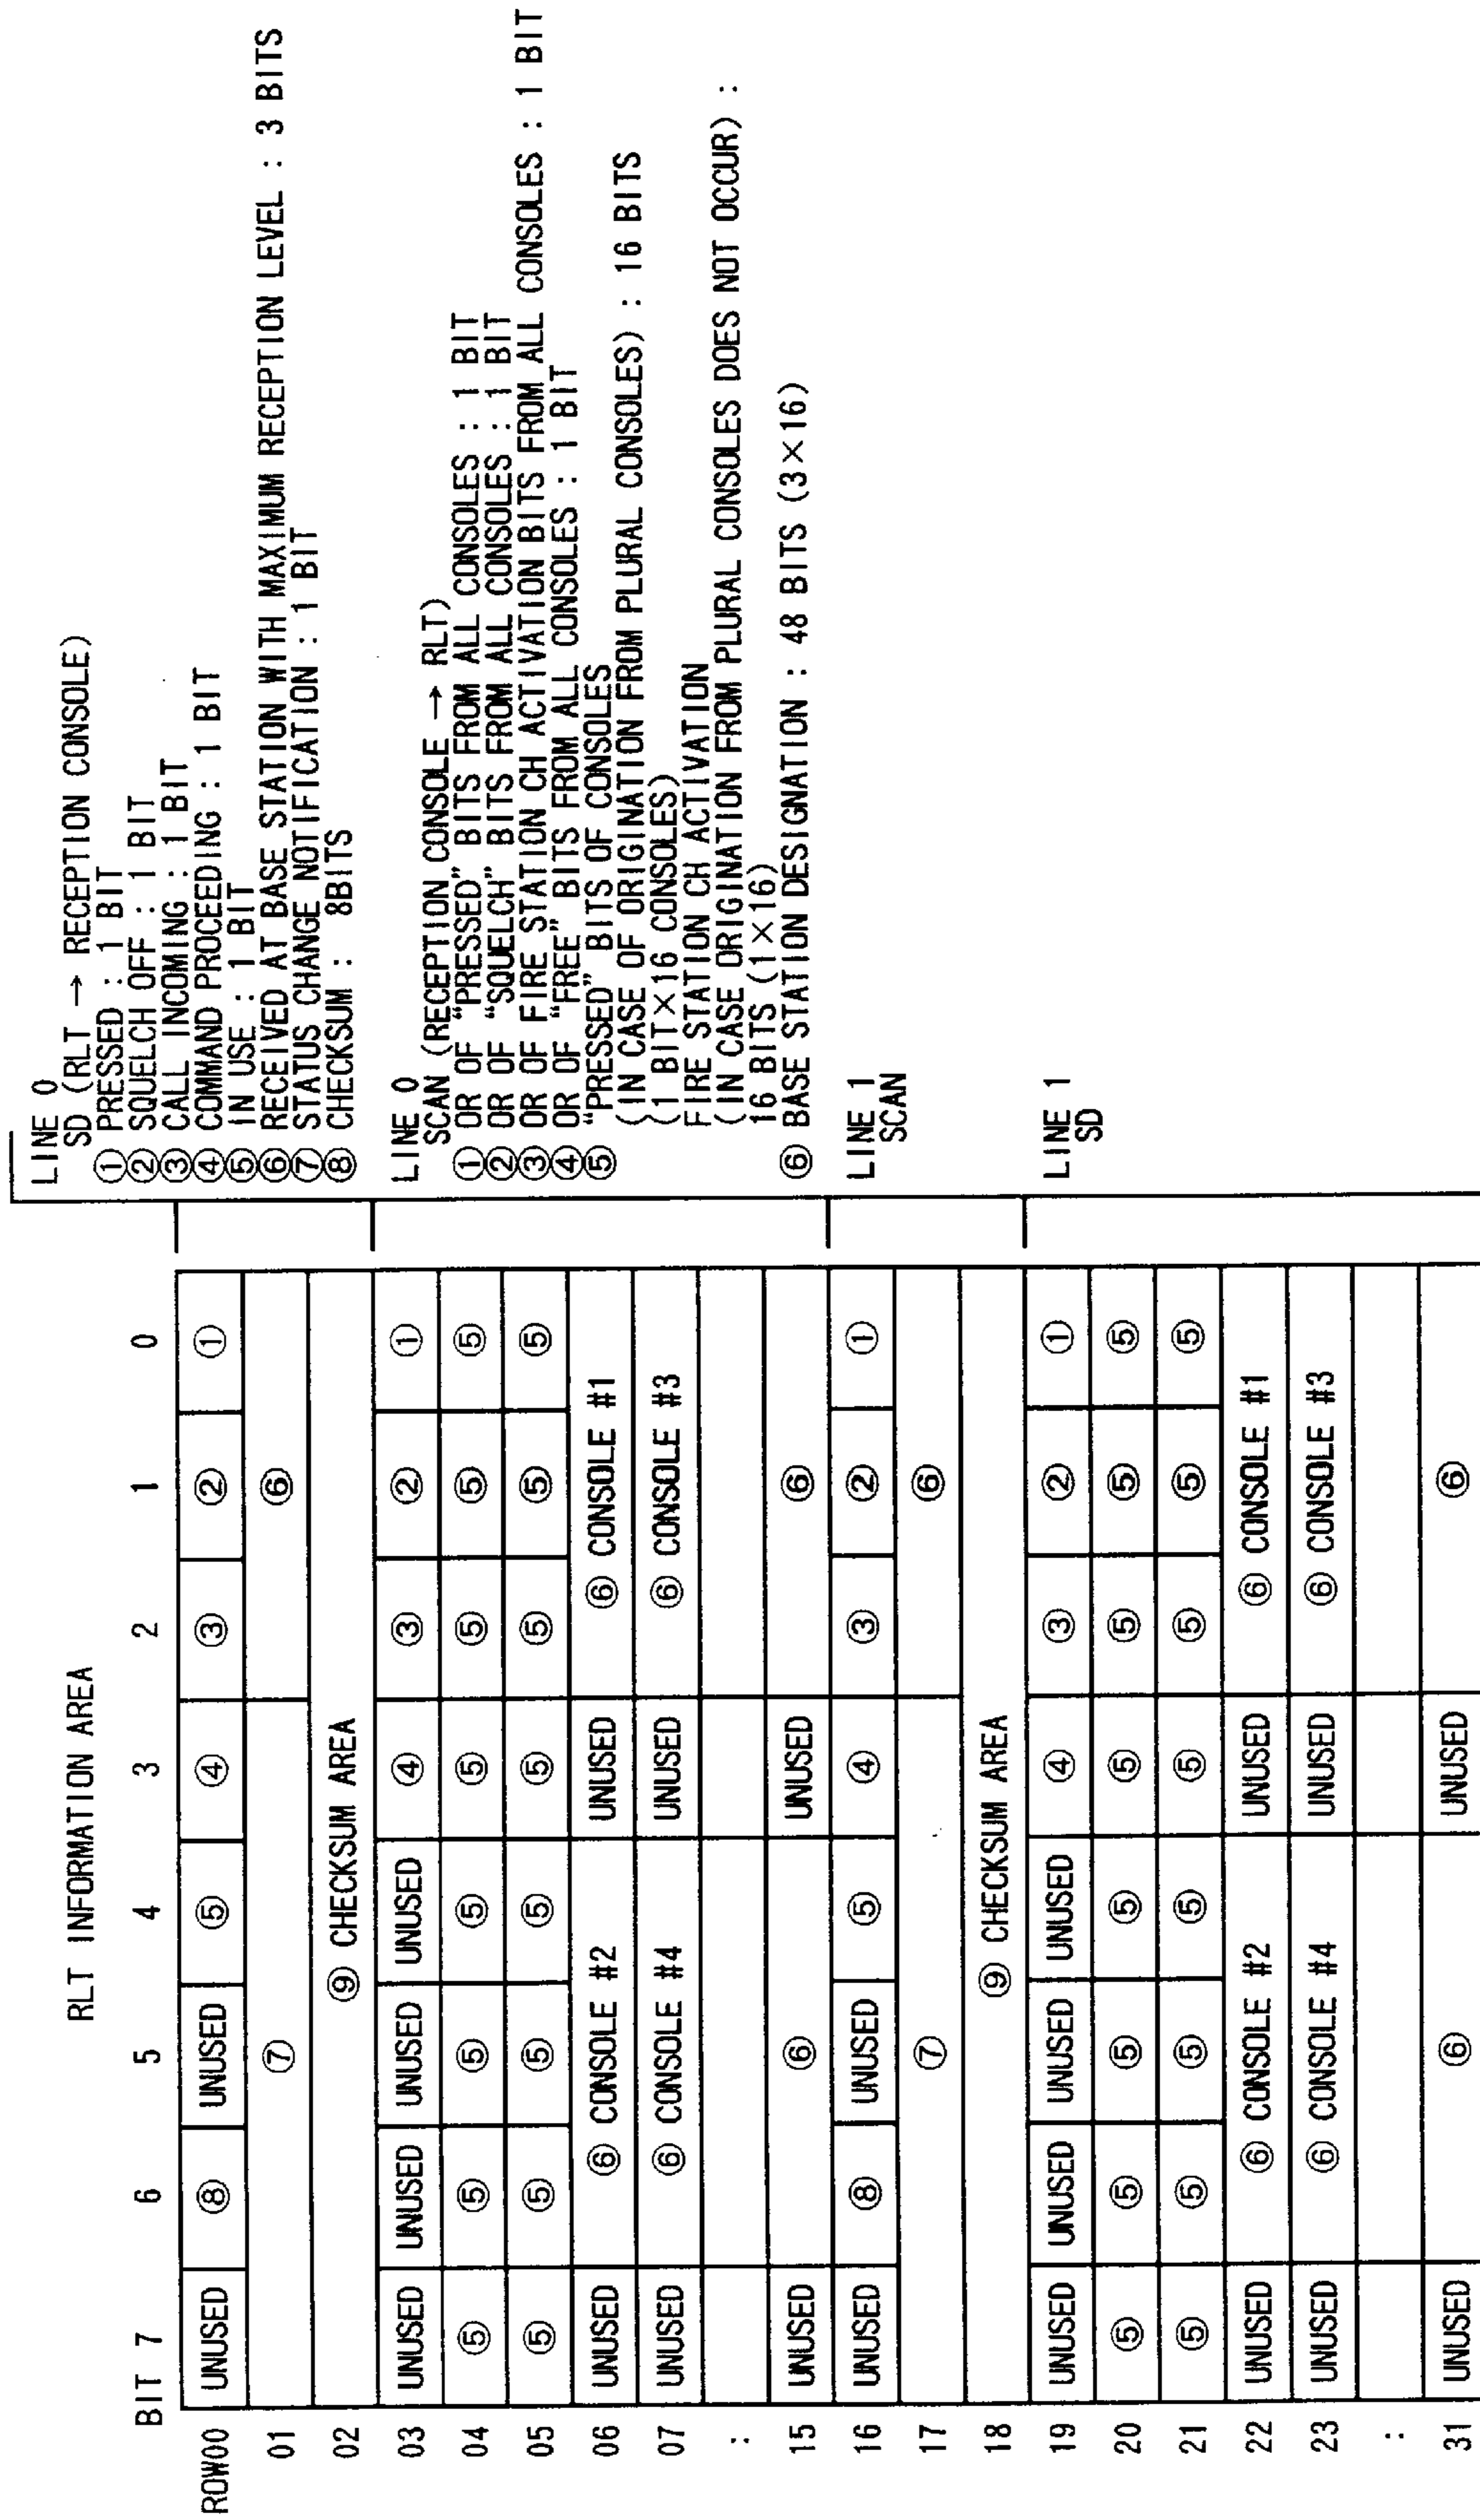 RLT INFORMATION AREA
BIT 7 6 5 4 3 2 1 0
ROW00 UNUSED ⑧ UNUSED ⑤ ④ ③ ② ①
01 ⑦ ⑥
02 ⑨ CHECKSUM AREA
03 UNUSED UNUSED UNUSED UNUSED ④ ③ ② ①
04 ⑤ ⑤ ⑤ ⑤ ⑤ ⑤ ⑤ ⑤
05 ⑤ ⑤ ⑤ ⑤ ⑤ ⑤ ⑤ ⑤
06 UNUSED ⑥ CONSOLE #2 UNUSED ⑥ CONSOLE #1
07 UNUSED ⑥ CONSOLE #4 UNUSED ⑥ CONSOLE #3
:
15 UNUSED ⑥ UNUSED ⑥
16 UNUSED ⑧ UNUSED ⑤ ④ ③ ② ①
17 ⑦ ⑥
18 ⑨ CHECKSUM AREA
19 UNUSED UNUSED UNUSED UNUSED ④ ③ ② ①
20 ⑤ ⑤ ⑤ ⑤ ⑤ ⑤ ⑤ ⑤
21 ⑤ ⑤ ⑤ ⑤ ⑤ ⑤ ⑤ ⑤
22 UNUSED ⑥ CONSOLE #2 UNUSED ⑥ CONSOLE #1
23 UNUSED ⑥ CONSOLE #4 UNUSED ⑥ CONSOLE #3
:
31 UNUSED ⑥ UNUSED ⑥
LINE 0
SD (RLT → RECEPTION CONSOLE)
① PRESSED : 1 BIT
② SQUELCH OFF : 1 BIT
③ CALL INCOMING : 1 BIT
④ COMMAND PROCEEDING : 1 BIT
⑤ IN USE : 1 BIT
⑥ RECEIVED AT BASE STATION WITH MAXIMUM RECEPTION LEVEL : 3 BITS
⑦ STATUS CHANGE NOTIFICATION : 1 BIT
⑧ CHECKSUM : 8BITS
LINE 0
SCAN (RECEPTION CONSOLE → RLT)
① OR OF "PRESSED" BITS FROM ALL CONSOLES : 1 BIT
② OR OF "SQUELCH" BITS FROM ALL CONSOLES : 1 BIT
③ OR OF FIRE STATION CH ACTIVATION BITS FROM ALL CONSOLES : 1 BIT
④ OR OF "FREE" BITS FROM ALL CONSOLES : 1 BIT
⑤ "PRESSED" BITS OF CONSOLES
(IN CASE OF ORIGINATION FROM PLURAL CONSOLES) : 16 BITS
(1 BIT×16 CONSOLES)
FIRE STATION CH ACTIVATION
(IN CASE ORIGINATION FROM PLURAL CONSOLES DOES NOT OCCUR) :
16 BITS (1×16)
⑥ BASE STATION DESIGNATION : 48 BITS (3×16)
LINE 1
SCAN
LINE 1
SD